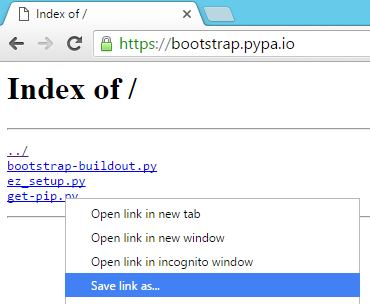 Index of /
https://bootstrap.pypa.io
Index of /
../
bootstrap-buildout.py
ez_setup.py
get-pip.py
Open link in new tab
Open link in new window
Open link in incognito window
Save link as...